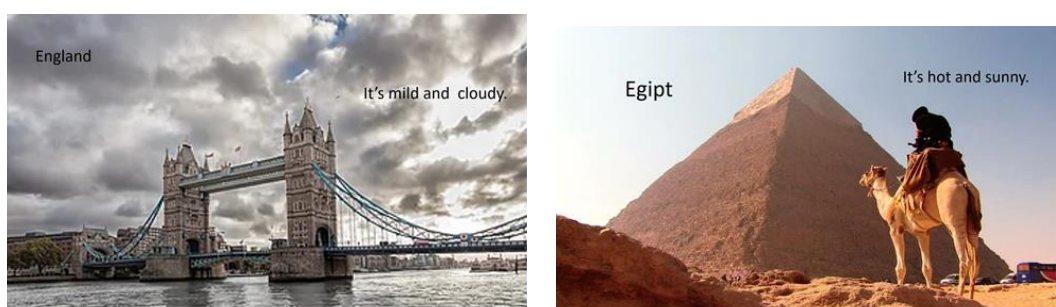 England
It's mild and  cloudy.
Egipt
It's hot and sunny.